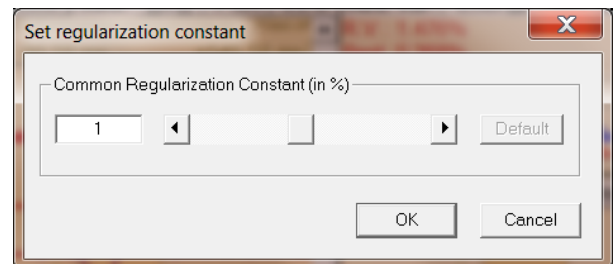 Set regularization constant
Common Regularization Constant (in %)
1
Default
OK
Cancel